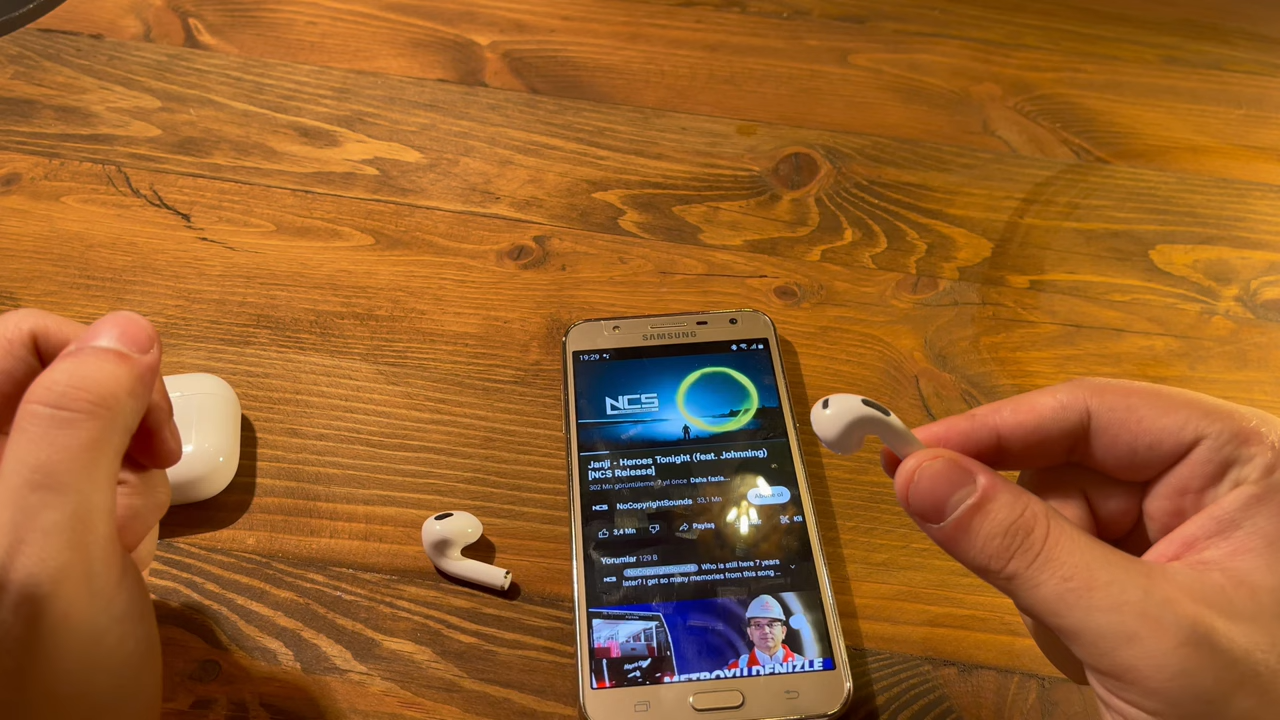 SAMSUNG
19:29
NCS
Janji - Heroes Tonight (feat. Johnning)
[NCS Release]
302 Mn görüntüleme 7 yıl önce Daha fazla...
NCS NoCopyrightSounds 33,1 Mn Abone ol
3,4 Mn Paylaş
Yorumlar 129 B
NCS NoCopyrightSounds Who is still here 7 years
later? I get so many memories from this song ...
METROYU DENİZLE